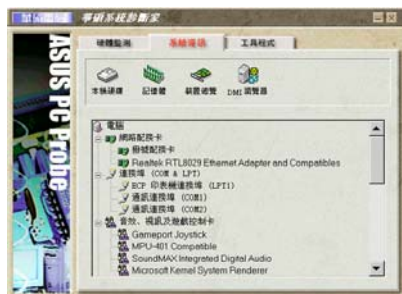 華碩系統診斷家
ASUS PC Probe
硬體監測
系統資訊
工具程式
本機硬碟
記憶體
裝置總覽
DMI 瀏覽器
電腦
網路配接卡
撥號配接卡
Realtek RTL8029 Ethernet Adapter and Compatibles
連接埠 (COM & LPT)
ECP 印表機連接埠 (LPT1)
通訊連接埠 (COM1)
通訊連接埠 (COM2)
音效、視訊及遊戲控制卡
Gameport Joystick
MPU-401 Compatible
SoundMAX Integrated Digital Audio
Microsoft Kernel System Renderer